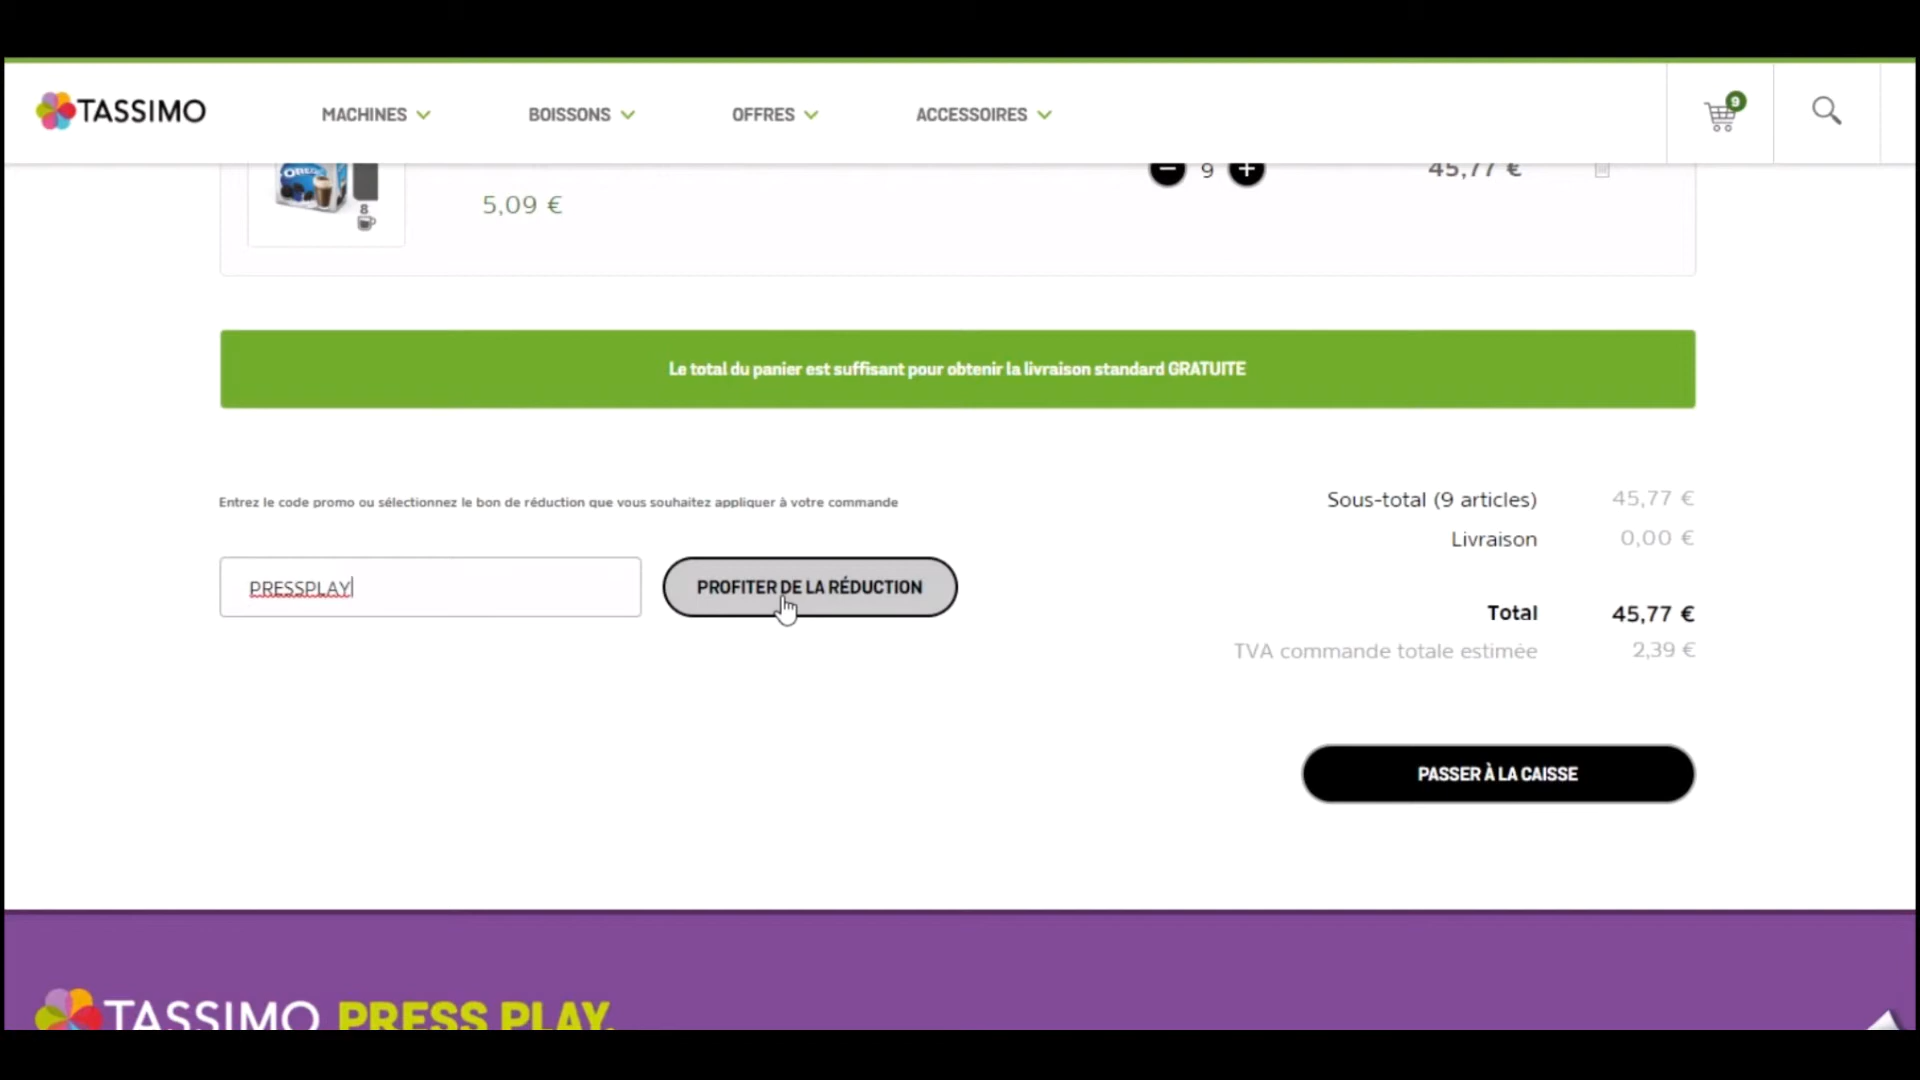 TASSIMO
MACHINES
BOISSONS
OFFRES
ACCESSOIRES
9
OREO
8
5,09 €
9
45,77 €
Le total du panier est suffisant pour obtenir la livraison standard GRATUITE
Entrez le code promo ou sélectionnez le bon de réduction que vous souhaitez appliquer à votre commande
PRESSPLAY
PROFITER DE LA RÉDUCTION
Sous-total (9 articles) 45,77 €
Livraison 0,00 €
Total 45,77 €
TVA commande totale estimée 2,39 €
PASSER À LA CAISSE
TASSIMO PRESS PLAY.